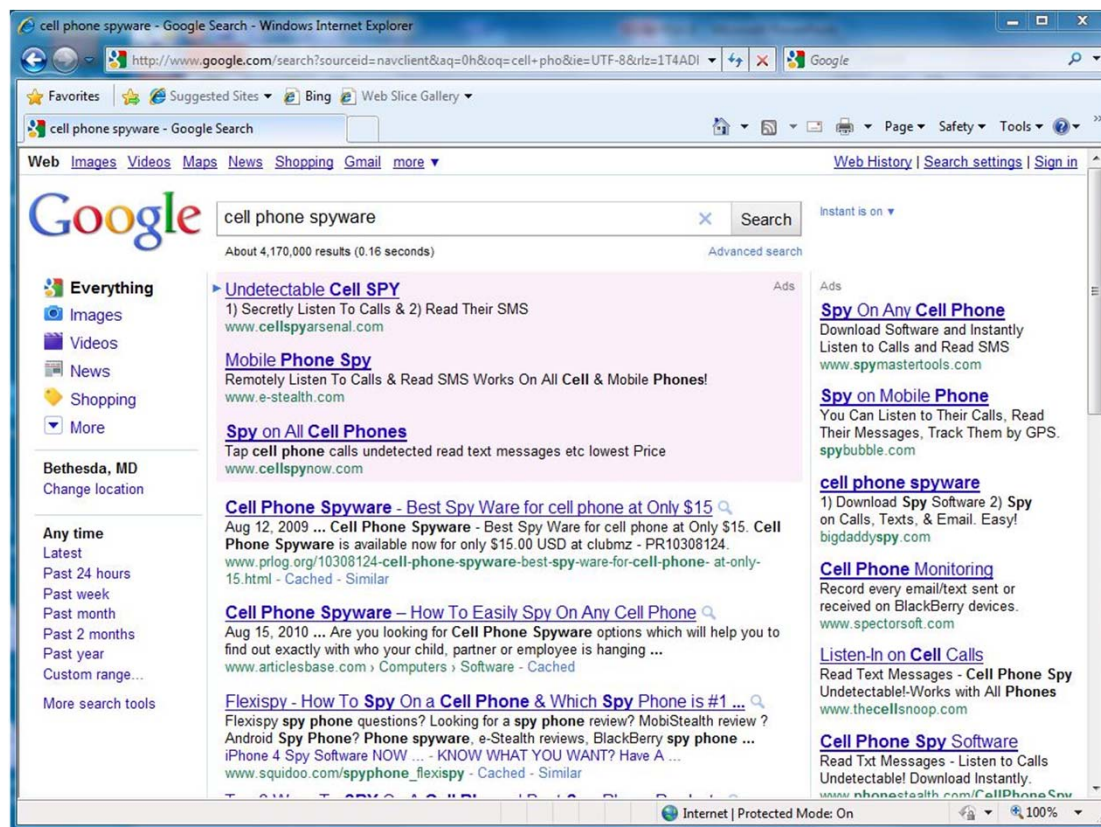 cell phone spyware - Google Search - Windows Internet Explorer
http://www.google.com/search?sourceid=navclient&aq=0h&oq=cell+pho&ie=UTF-8&rlz=1T4ADI
Google
Favorites
Suggested Sites
Bing
Web Slice Gallery
cell phone spyware - Google Search
Page
Safety
Tools
Web Images Videos Maps News Shopping Gmail more
Web History | Search settings | Sign in
Google
cell phone spyware
Search
Instant is on
About 4,170,000 results (0.16 seconds)
Advanced search
Everything
Images
Videos
News
Shopping
More
Bethesda, MD
Change location
Any time
Latest
Past 24 hours
Past week
Past month
Past 2 months
Past year
Custom range...
More search tools
Undetectable Cell SPY
Ads
1) Secretly Listen To Calls & 2) Read Their SMS
www.cellspyarsenal.com
Mobile Phone Spy
Remotely Listen To Calls & Read SMS Works On All Cell & Mobile Phones!
www.e-stealth.com
Spy on All Cell Phones
Tap cell phone calls undetected read text messages etc lowest Price
www.cellspynow.com
Cell Phone Spyware - Best Spy Ware for cell phone at Only $15
Aug 12, 2009 ... Cell Phone Spyware - Best Spy Ware for cell phone at Only $15. Cell
Phone Spyware is available now for only $15.00 USD at clubmz - PR10308124.
www.prlog.org/10308124-cell-phone-spyware-best-spy-ware-for-cell-phone- at-only-
15.html - Cached - Similar
Cell Phone Spyware – How To Easily Spy On Any Cell Phone
Aug 15, 2010 ... Are you looking for Cell Phone Spyware options which will help you to
find out exactly with who your child, partner or employee is hanging ...
www.articlesbase.com › Computers › Software - Cached
Flexispy - How To Spy On a Cell Phone & Which Spy Phone is #1 ...
Flexispy spy phone questions? Looking for a spy phone review? MobiStealth review ?
Android Spy Phone? Phone spyware, e-Stealth reviews, BlackBerry spy phone ...
iPhone 4 Spy Software NOW ... - KNOW WHAT YOU WANT? Have A ...
www.squidoo.com/spyphone_flexispy - Cached - Similar
Ads
Spy On Any Cell Phone
Download Software and Instantly
Listen to Calls and Read SMS
www.spymastertools.com
Spy on Mobile Phone
You Can Listen to Their Calls, Read
Their Messages, Track Them by GPS.
spybubble.com
cell phone spyware
1) Download Spy Software 2) Spy
on Calls, Texts, & Email. Easy!
bigdaddyspy.com
Cell Phone Monitoring
Record every email/text sent or
received on BlackBerry devices.
www.spectorsoft.com
Listen-In on Cell Calls
Read Text Messages - Cell Phone Spy
Undetectable!-Works with All Phones
www.thecellsnoop.com
Cell Phone Spy Software
Read Txt Messages - Listen to Calls
Undetectable! Download Instantly.
www.phonestealth.com/CellPhoneSpy
Internet | Protected Mode: On
100%